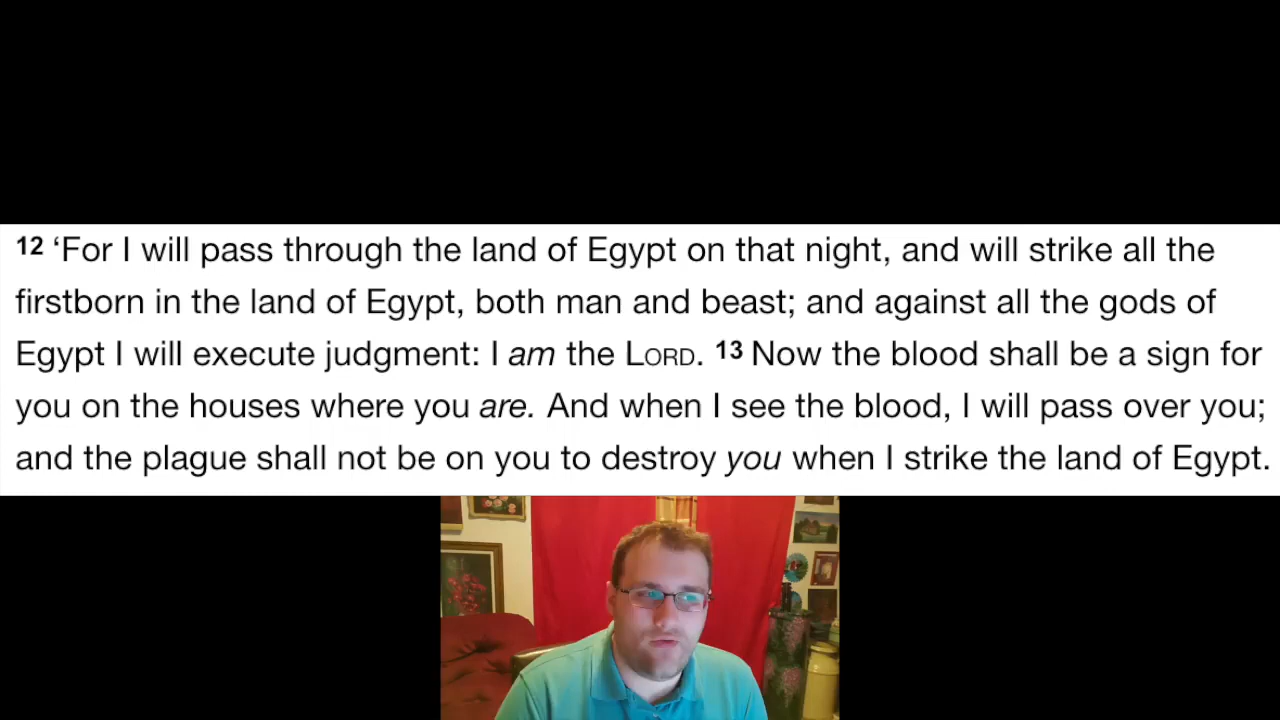 12 ‘For I will pass through the land of Egypt on that night, and will strike all the
firstborn in the land of Egypt, both man and beast; and against all the gods of
Egypt I will execute judgment: I am the LORD. 13 Now the blood shall be a sign for
you on the houses where you are. And when I see the blood, I will pass over you;
and the plague shall not be on you to destroy you when I strike the land of Egypt.